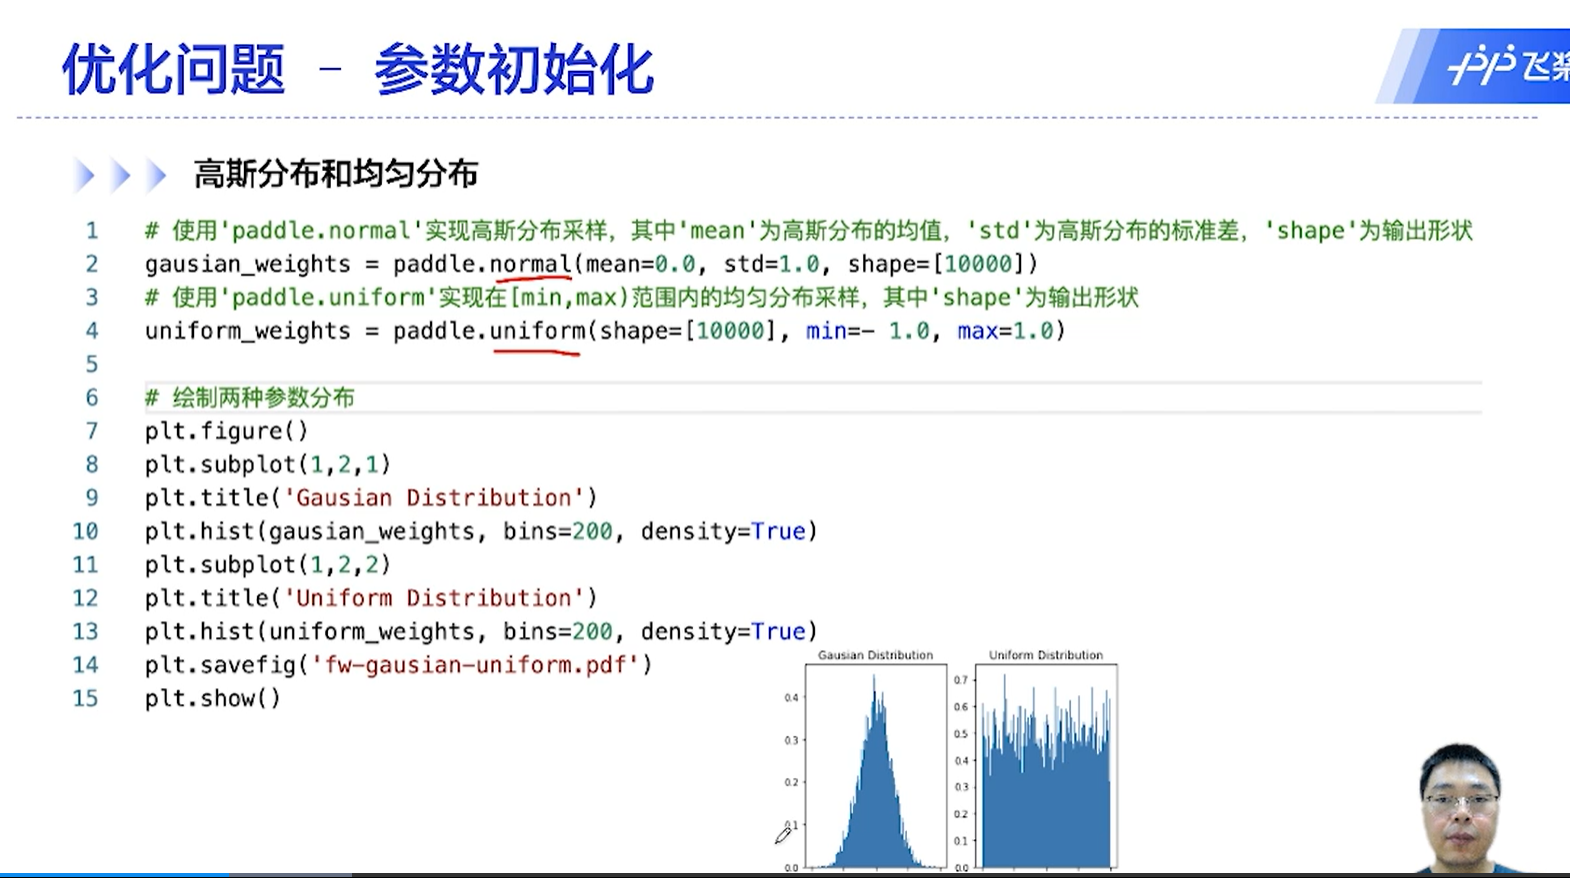 优化问题 - 参数初始化
飞桨
高斯分布和均匀分布
1 # 使用'paddle.normal'实现高斯分布采样，其中'mean'为高斯分布的均值，'std'为高斯分布的标准差，'shape'为输出形状
2 gausian_weights = paddle.normal(mean=0.0, std=1.0, shape=[10000])
3 # 使用'paddle.uniform'实现在[min,max)范围内的均匀分布采样，其中'shape'为输出形状
4 uniform_weights = paddle.uniform(shape=[10000], min=- 1.0, max=1.0)
5
6 # 绘制两种参数分布
7 plt.figure()
8 plt.subplot(1,2,1)
9 plt.title('Gausian Distribution')
10 plt.hist(gausian_weights, bins=200, density=True)
11 plt.subplot(1,2,2)
12 plt.title('Uniform Distribution')
13 plt.hist(uniform_weights, bins=200, density=True)
14 plt.savefig('fw-gausian-uniform.pdf')
15 plt.show()
Gausian Distribution
0.4
0.3
0.2
0.1
0.0
Uniform Distribution
0.7
0.6
0.5
0.4
0.3
0.2
0.1
0.0